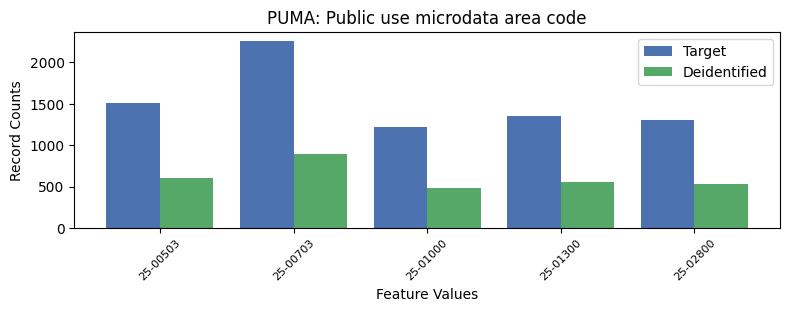 PUMA: Public use microdata area code
Target
Deidentified
Record Counts
2000
1500
1000
500
0
25-00503
25-00703
25-01000
25-01300
25-02800
Feature Values